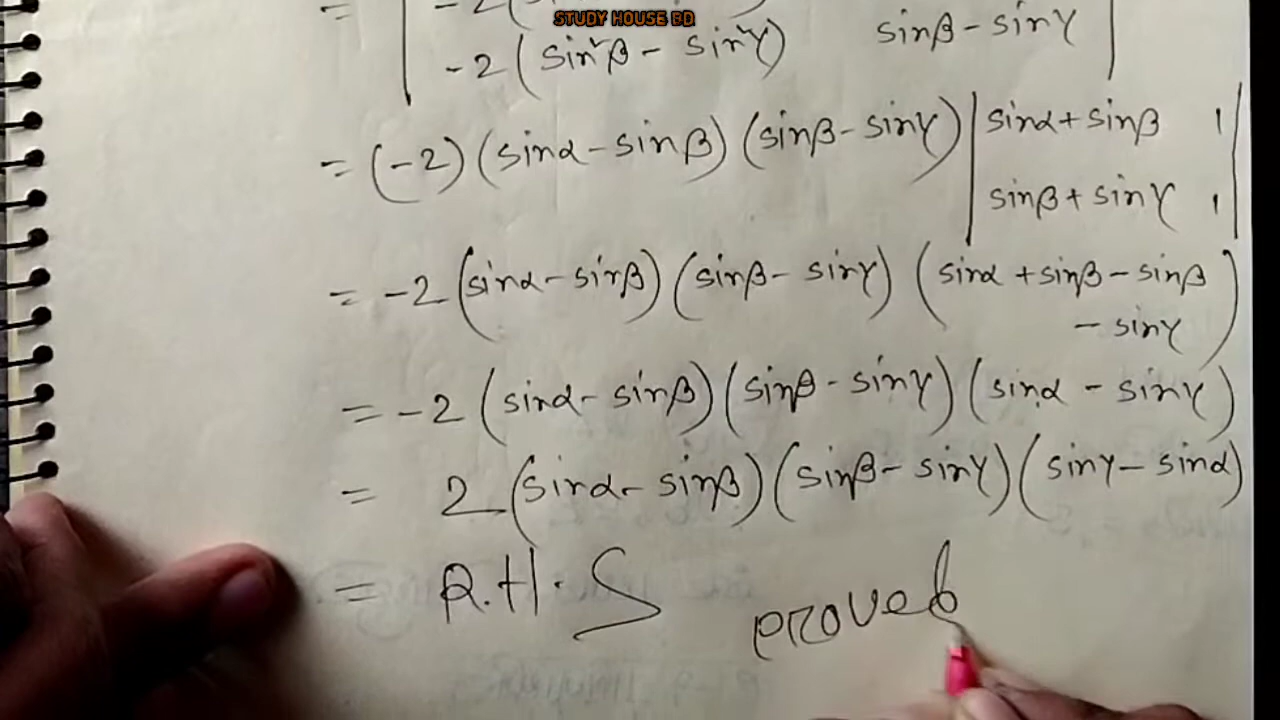 STUDY HOUSE BD
= | -2(
-2 (sin²β - sin²γ) sinβ - sinγ |
= (-2) (sinα - sinβ) (sinβ - sinγ) | sinα + sinβ 1 |
sinβ + sinγ 1
= -2 (sinα - sinβ) (sinβ - sinγ) (sinα + sinβ - sinβ
- sinγ)
= -2 (sinα - sinβ) (sinβ - sinγ) (sinα - sinγ)
= 2 (sinα - sinβ) (sinβ - sinγ) (sinγ - sinα)
= R.H.S proved